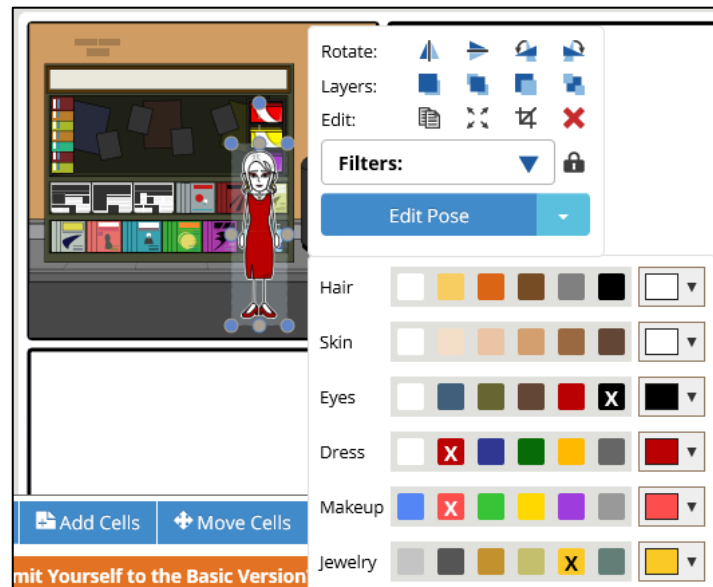 Rotate:
Layers:
Edit:
Filters:
Edit Pose
Hair
Skin
Eyes
X
Dress
X
Makeup
X
Jewelry
X
Add Cells
Move Cells
mit Yourself to the Basic Version